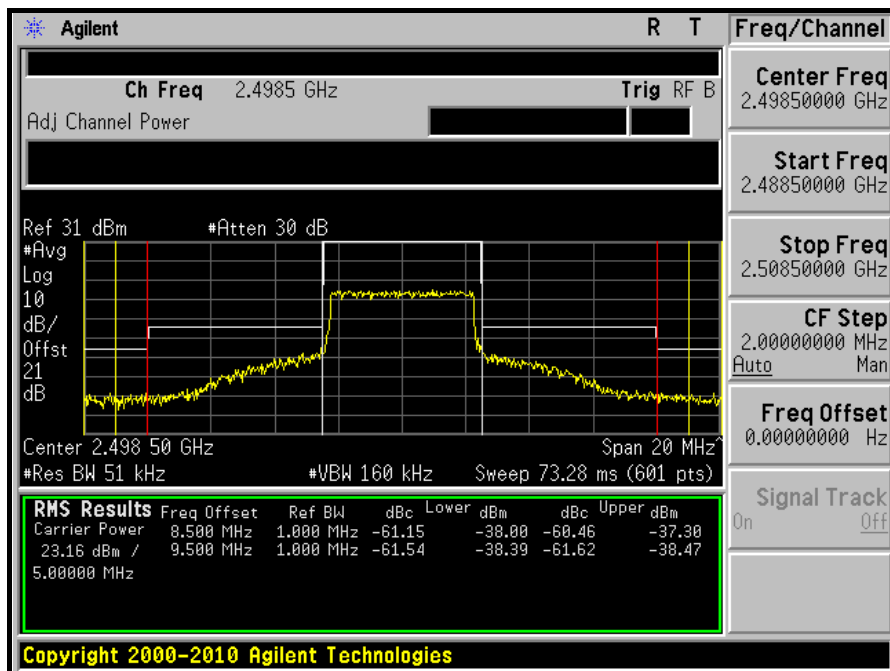 Agilent R T Freq/Channel
Ch Freq 2.4985 GHz Trig RF B
Adj Channel Power
Center Freq
2.49850000 GHz
Start Freq
2.48850000 GHz
Stop Freq
2.50850000 GHz
CF Step
2.00000000 MHz
Auto Man
Freq Offset
0.00000000 Hz
Signal Track
On Off
Ref 31 dBm #Atten 30 dB
#Avg
Log
10
dB/
Offst
21
dB
Center 2.498 50 GHz Span 20 MHz^
#Res BW 51 kHz #VBW 160 kHz Sweep 73.28 ms (601 pts)
RMS Results Freq Offset Ref BW dBc Lower dBm dBc Upper dBm
Carrier Power 8.500 MHz 1.000 MHz -61.15 -38.00 -60.46 -37.30
23.16 dBm / 9.500 MHz 1.000 MHz -61.54 -38.39 -61.62 -38.47
5.00000 MHz
Copyright 2000-2010 Agilent Technologies